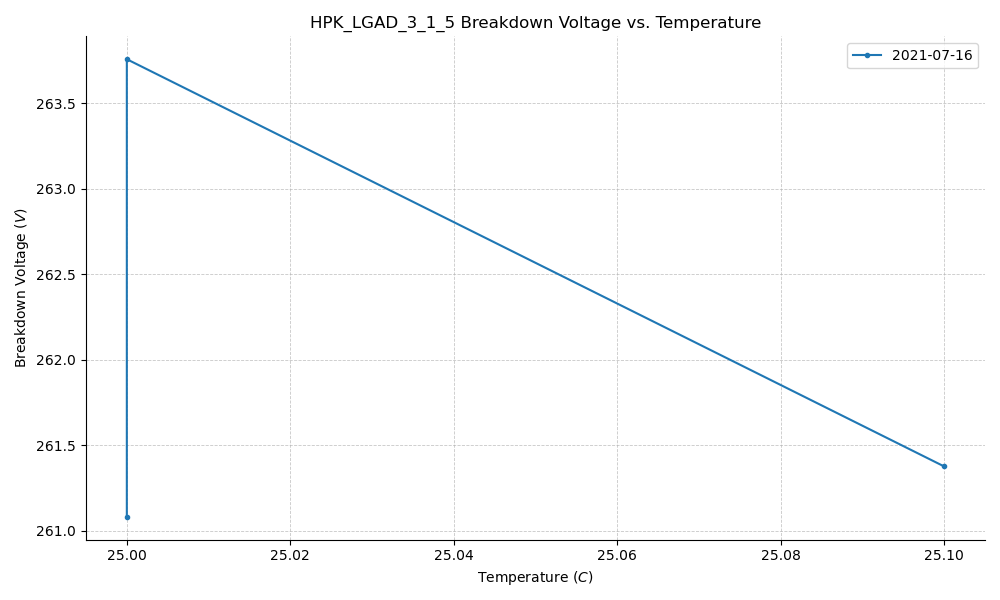 HPK_LGAD_3_1_5 Breakdown Voltage vs. Temperature
2021-07-16
263.5
263.0
262.5
262.0
261.5
261.0
Breakdown Voltage (V)
25.00 25.02 25.04 25.06 25.08 25.10
Temperature (C)